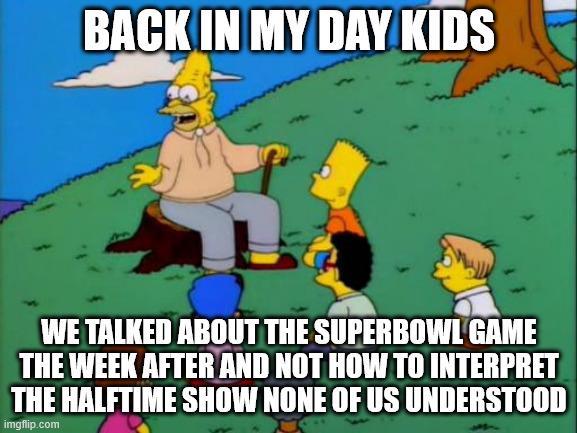 BACK IN MY DAY KIDS
WE TALKED ABOUT THE SUPERBOWL GAME
THE WEEK AFTER AND NOT HOW TO INTERPRET
THE HALFTIME SHOW NONE OF US UNDERSTOOD
imgflip.com